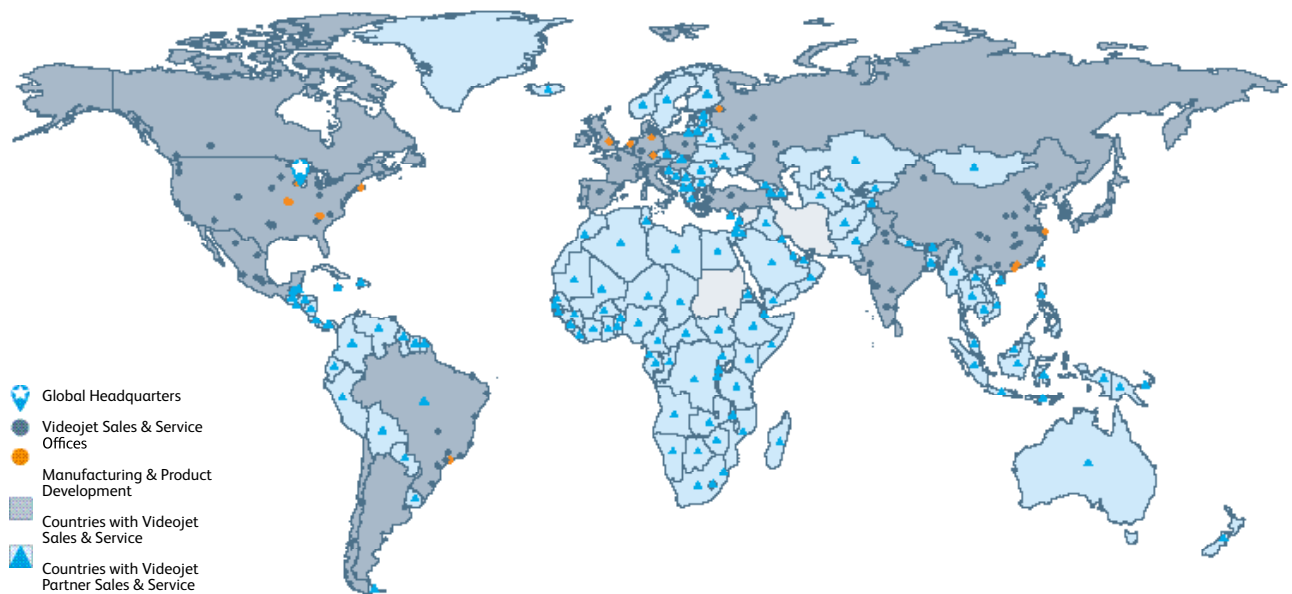 Global Headquarters
Videojet Sales & Service
Offices
Manufacturing & Product
Development
Countries with Videojet
Sales & Service
Countries with Videojet
Partner Sales & Service